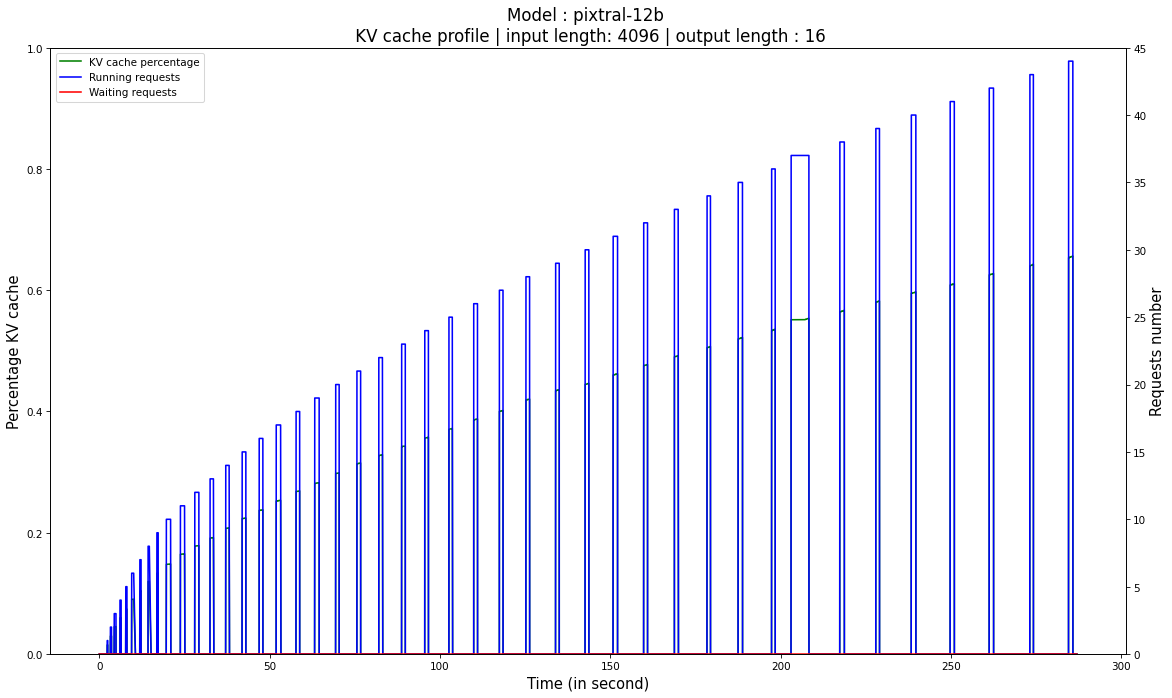 Model : pixtral-12b
KV cache profile | input length: 4096 | output length : 16
KV cache percentage
Running requests
Waiting requests
Percentage KV cache
1.0
0.8
0.6
0.4
0.2
0.0
0
50
100
150
200
250
300
Time (in second)
45
40
35
30
25
20
15
10
5
0
Requests number